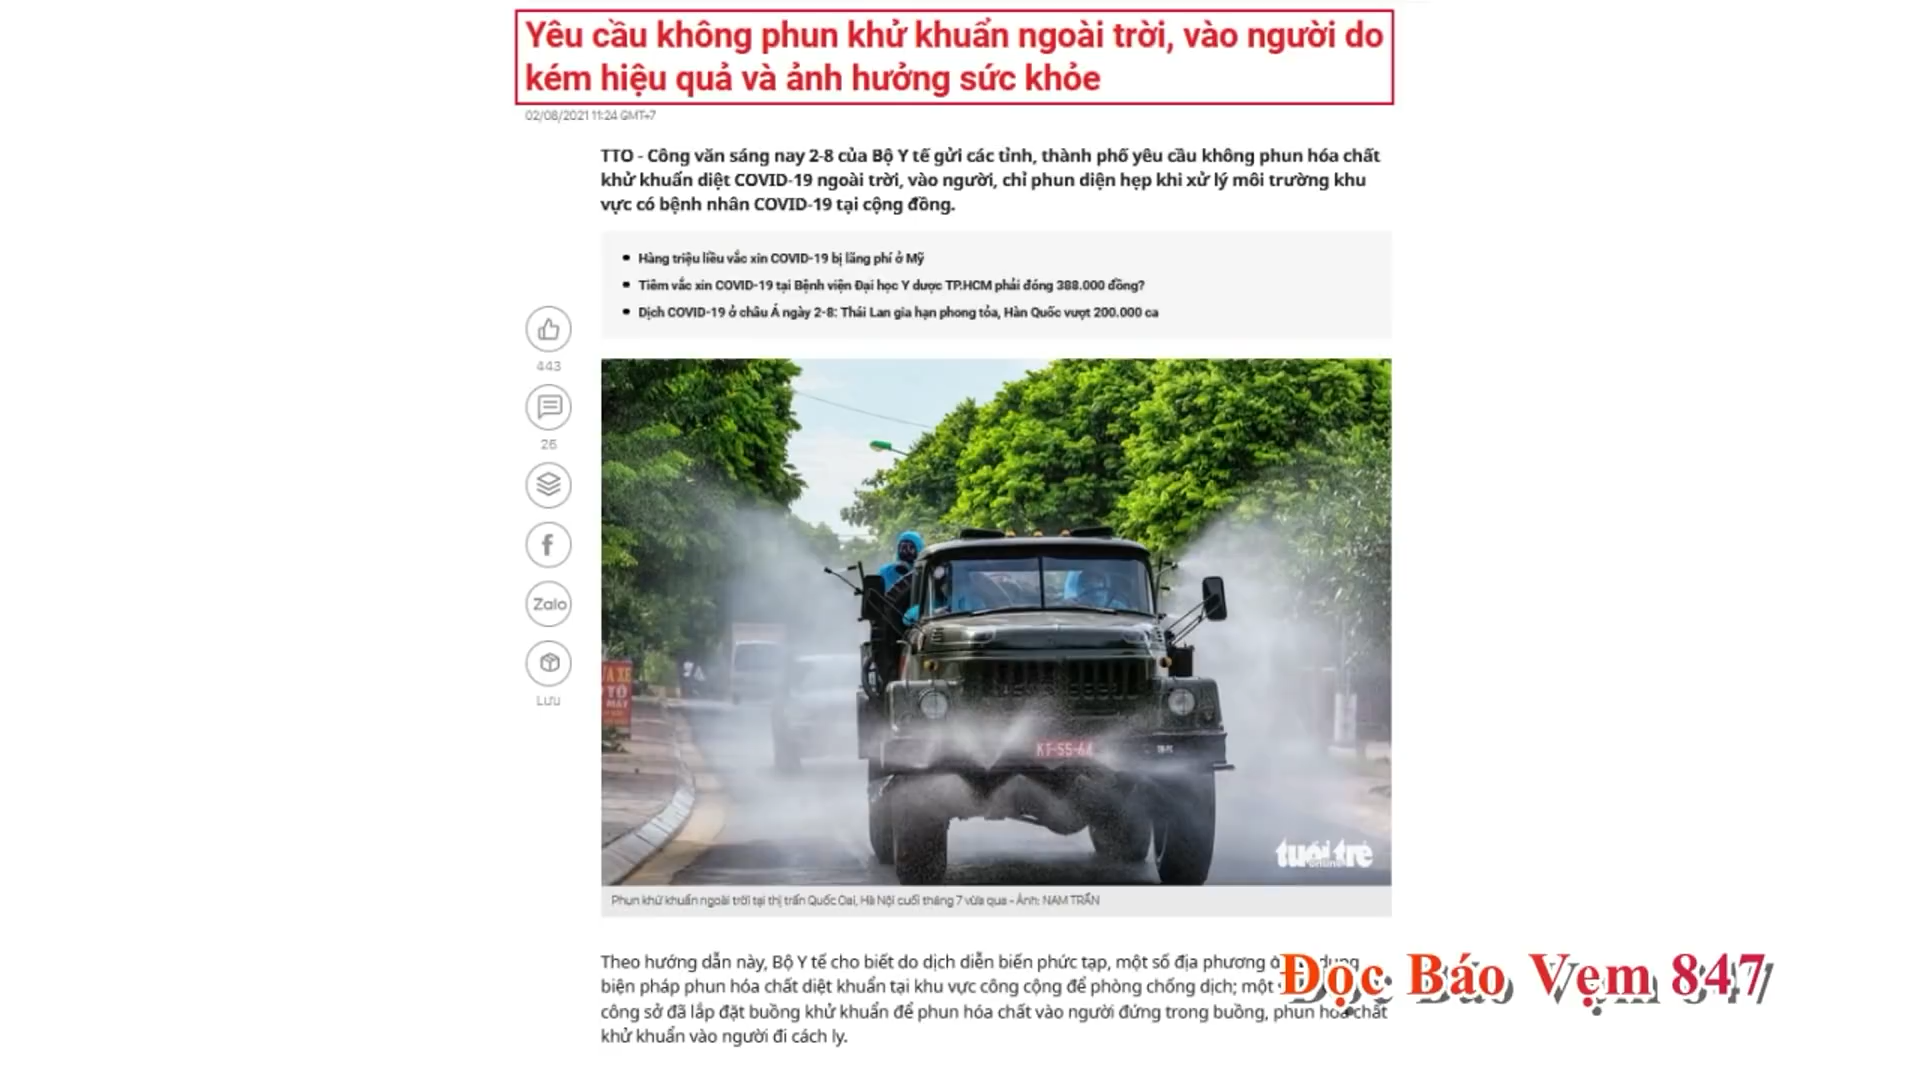 Yêu cầu không phun khử khuẩn ngoài trời, vào người do
kém hiệu quả và ảnh hưởng sức khỏe
02/08/2021 11:24 GMT+7
TTO - Công văn sáng nay 2-8 của Bộ Y tế gửi các tỉnh, thành phố yêu cầu không phun hóa chất
khử khuẩn diệt COVID-19 ngoài trời, vào người, chỉ phun diện hẹp khi xử lý môi trường khu
vực có bệnh nhân COVID-19 tại cộng đồng.
Hàng triệu liều vắc xin COVID-19 bị lãng phí ở Mỹ
Tiêm vắc xin COVID-19 tại Bệnh viện Đại học Y dược TP.HCM phải đóng 388.000 đồng?
Dịch COVID-19 ở châu Á ngày 2-8: Thái Lan gia hạn phong tỏa, Hàn Quốc vượt 200.000 ca
443
26
f
Zalo
Lưu
XE
TÔ
MÁY
KT-55-64
tuổi trẻ
online
Phun khử khuẩn ngoài trời tại thị trấn Quốc Oai, Hà Nội cuối tháng 7 vừa qua - Ảnh: NAM TRẦN
Theo hướng dẫn này, Bộ Y tế cho biết do dịch diễn biến phức tạp, một số địa phương dụng
biện pháp phun hóa chất diệt khuẩn tại khu vực công cộng để phòng chống dịch; một
công sở đã lắp đặt buồng khử khuẩn để phun hóa chất vào người đứng trong buồng, phun hóa chất
khử khuẩn vào người đi cách ly.
Đọc Báo Vẹm 847